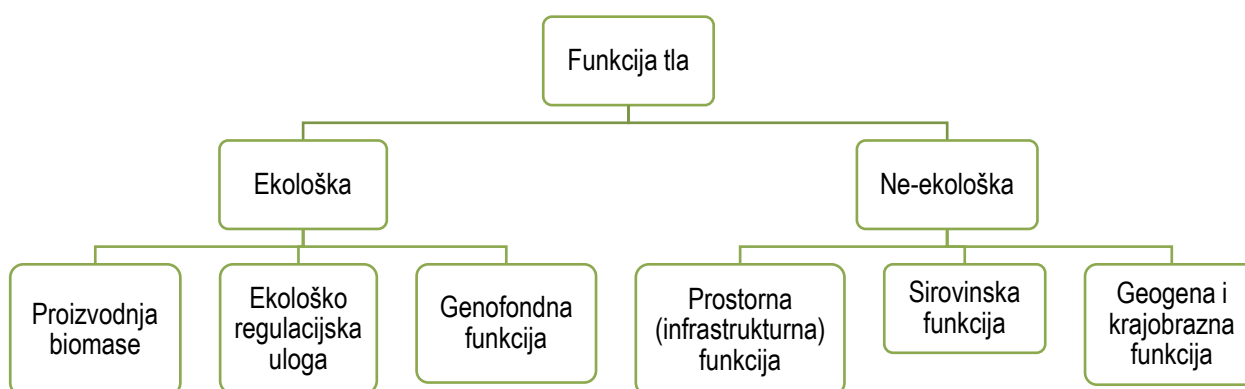 Funkcija tla
Ekološka
Ne-ekološka
Proizvodnja
biomase
Ekološko
regulacijska
uloga
Genofondna
funkcija
Prostorna
(infrastrukturna)
funkcija
Sirovinska
funkcija
Geogena i
krajobrazna
funkcija